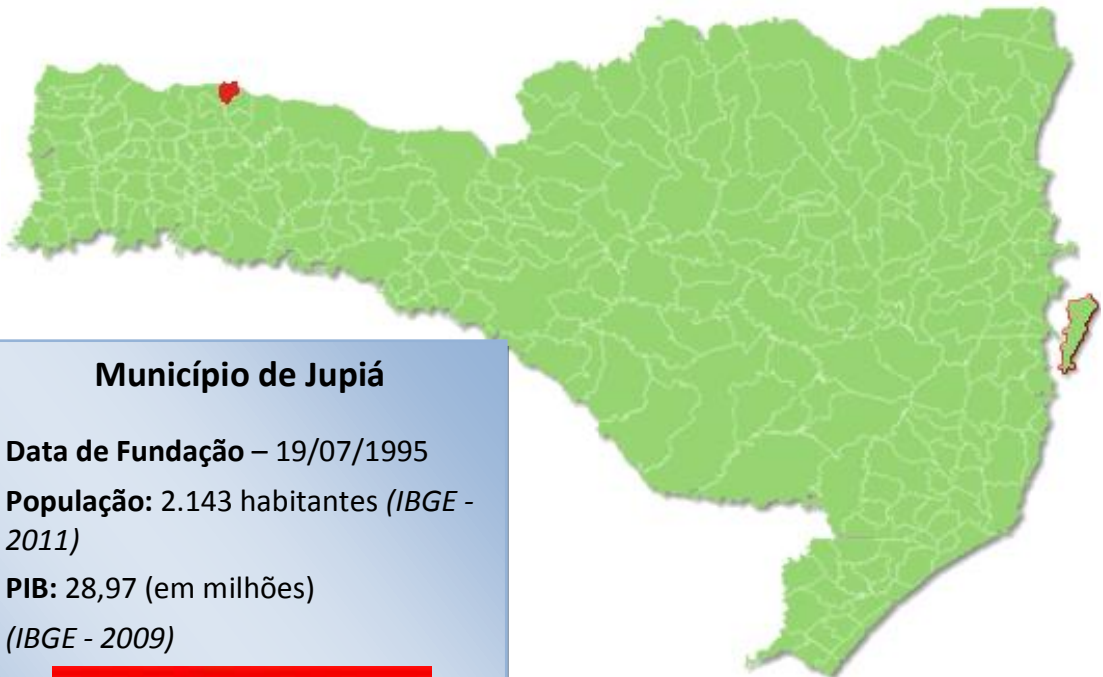 Município de Jupiá
Data de Fundação – 19/07/1995
População: 2.143 habitantes (IBGE -
2011)
PIB: 28,97 (em milhões)
(IBGE - 2009)